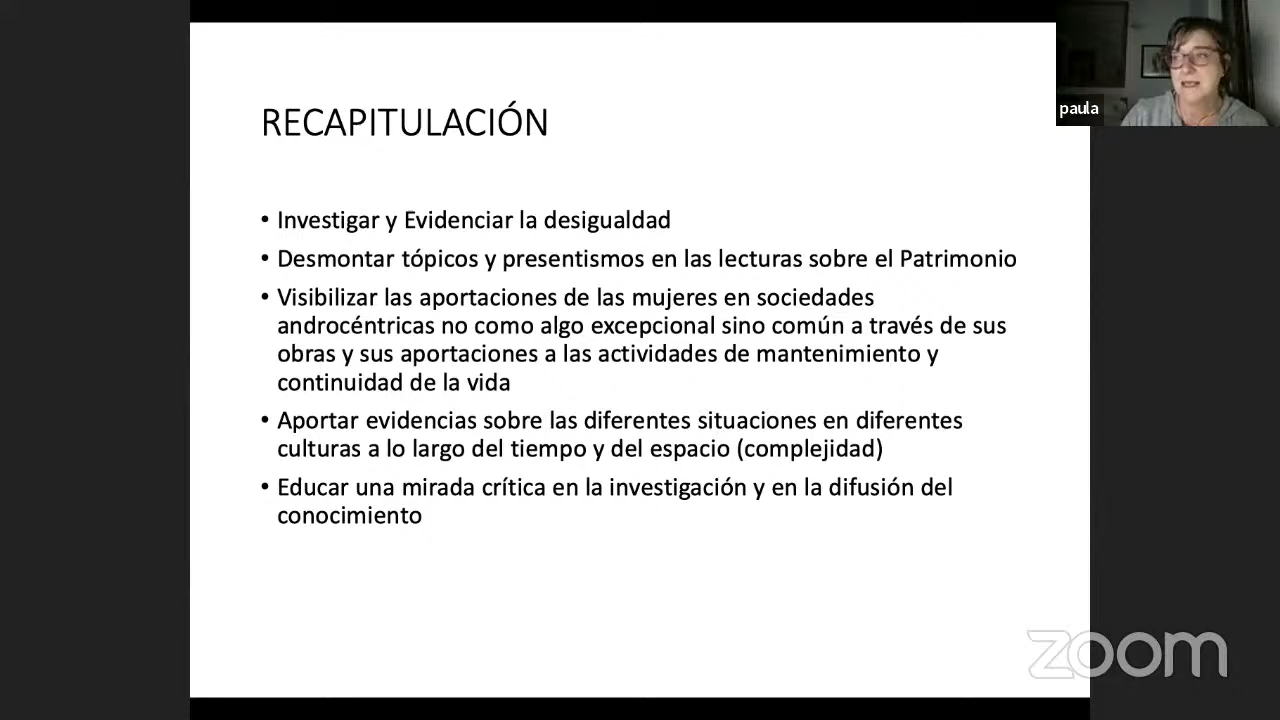 RECAPITULACIÓN
• Investigar y Evidenciar la desigualdad
• Desmontar tópicos y presentismos en las lecturas sobre el Patrimonio
• Visibilizar las aportaciones de las mujeres en sociedades
androcéntricas no como algo excepcional sino común a través de sus
obras y sus aportaciones a las actividades de mantenimiento y
continuidad de la vida
• Aportar evidencias sobre las diferentes situaciones en diferentes
culturas a lo largo del tiempo y del espacio (complejidad)
• Educar una mirada crítica en la investigación y en la difusión del
conocimiento
paula
zoom